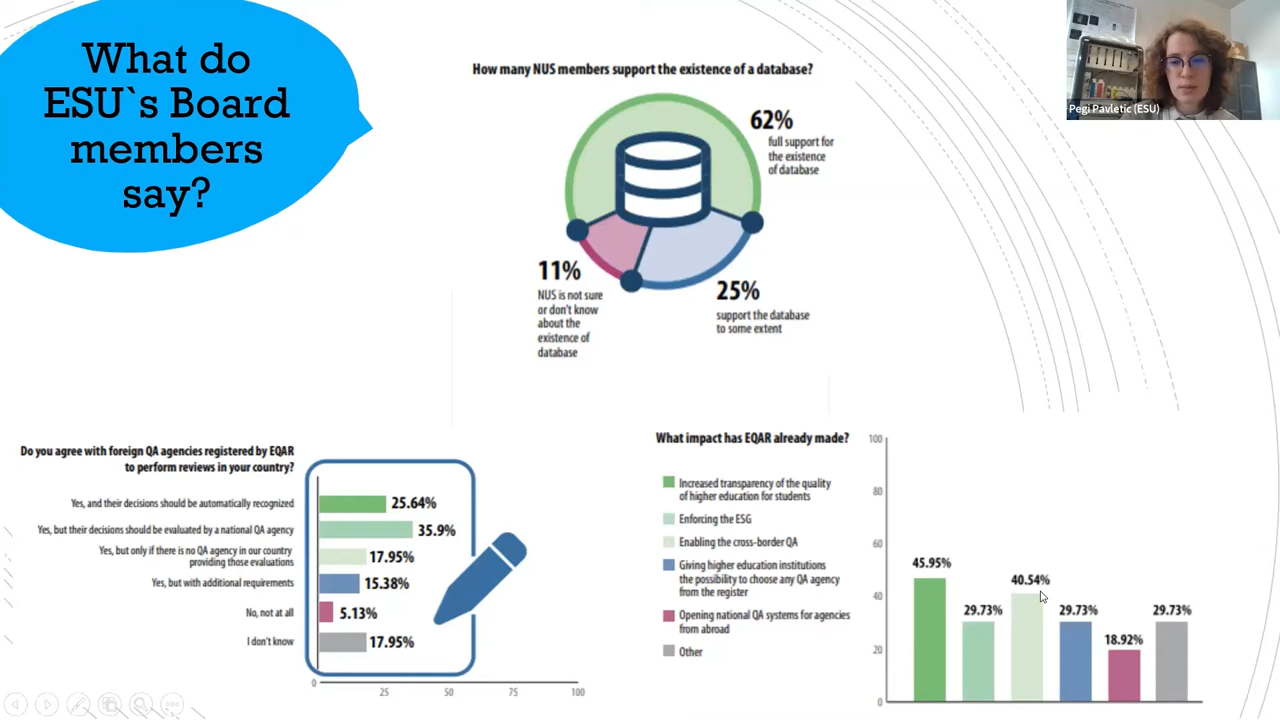 What do
ESU`s Board
members
say?
How many NUS members support the existence of a database?
62%
full support for
the existence
of database
11%
NUS is not sure
or don't know
about the
existence of
database
25%
support the database
to some extent
Pegi Pavletic (ESU)
Do you agree with foreign QA agencies registered by EQAR
to perform reviews in your country?
Yes, and their decisions should be automatically recognized
25.64%
Yes, but their decisions should be evaluated by a national QA agency
35.9%
Yes, but only if there is no QA agency in our country
providing those evaluations
17.95%
Yes, but with additional requirements
15.38%
No, not at all
5.13%
I don't know
17.95%
0
25
50
75
100
What impact has EQAR already made?
Increased transparency of the quality
of higher education for students
Enforcing the ESG
Enabling the cross-border QA
Giving higher education institutions
the possibility to choose any QA agency
from the register
Opening national QA systems for agencies
from abroad
Other
100
80
60
40
20
0
45.95%
29.73%
40.54%
29.73%
18.92%
29.73%